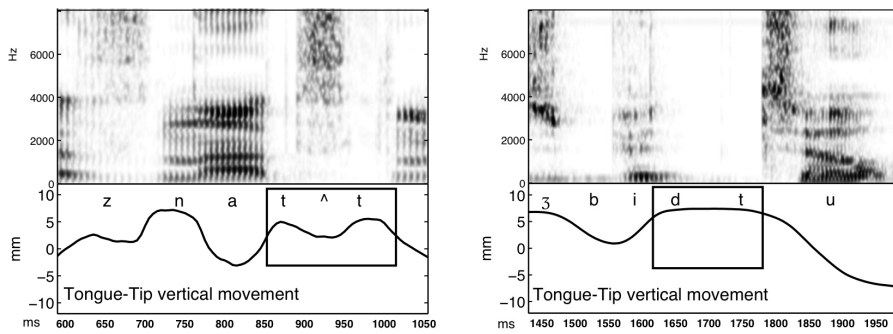 Hz
8000
6000
4000
2000
0
z n a t ^ t
mm
10
5
0
−5
−10
Tongue-Tip vertical movement
ms 600 650 700 750 800 850 900 950 1000 1050
Hz
8000
6000
4000
2000
0
ʒ b i d t u
mm
10
5
0
−5
−10
Tongue-Tip vertical movement
ms 1450 1500 1550 1600 1650 1700 1750 1800 1850 1900 1950